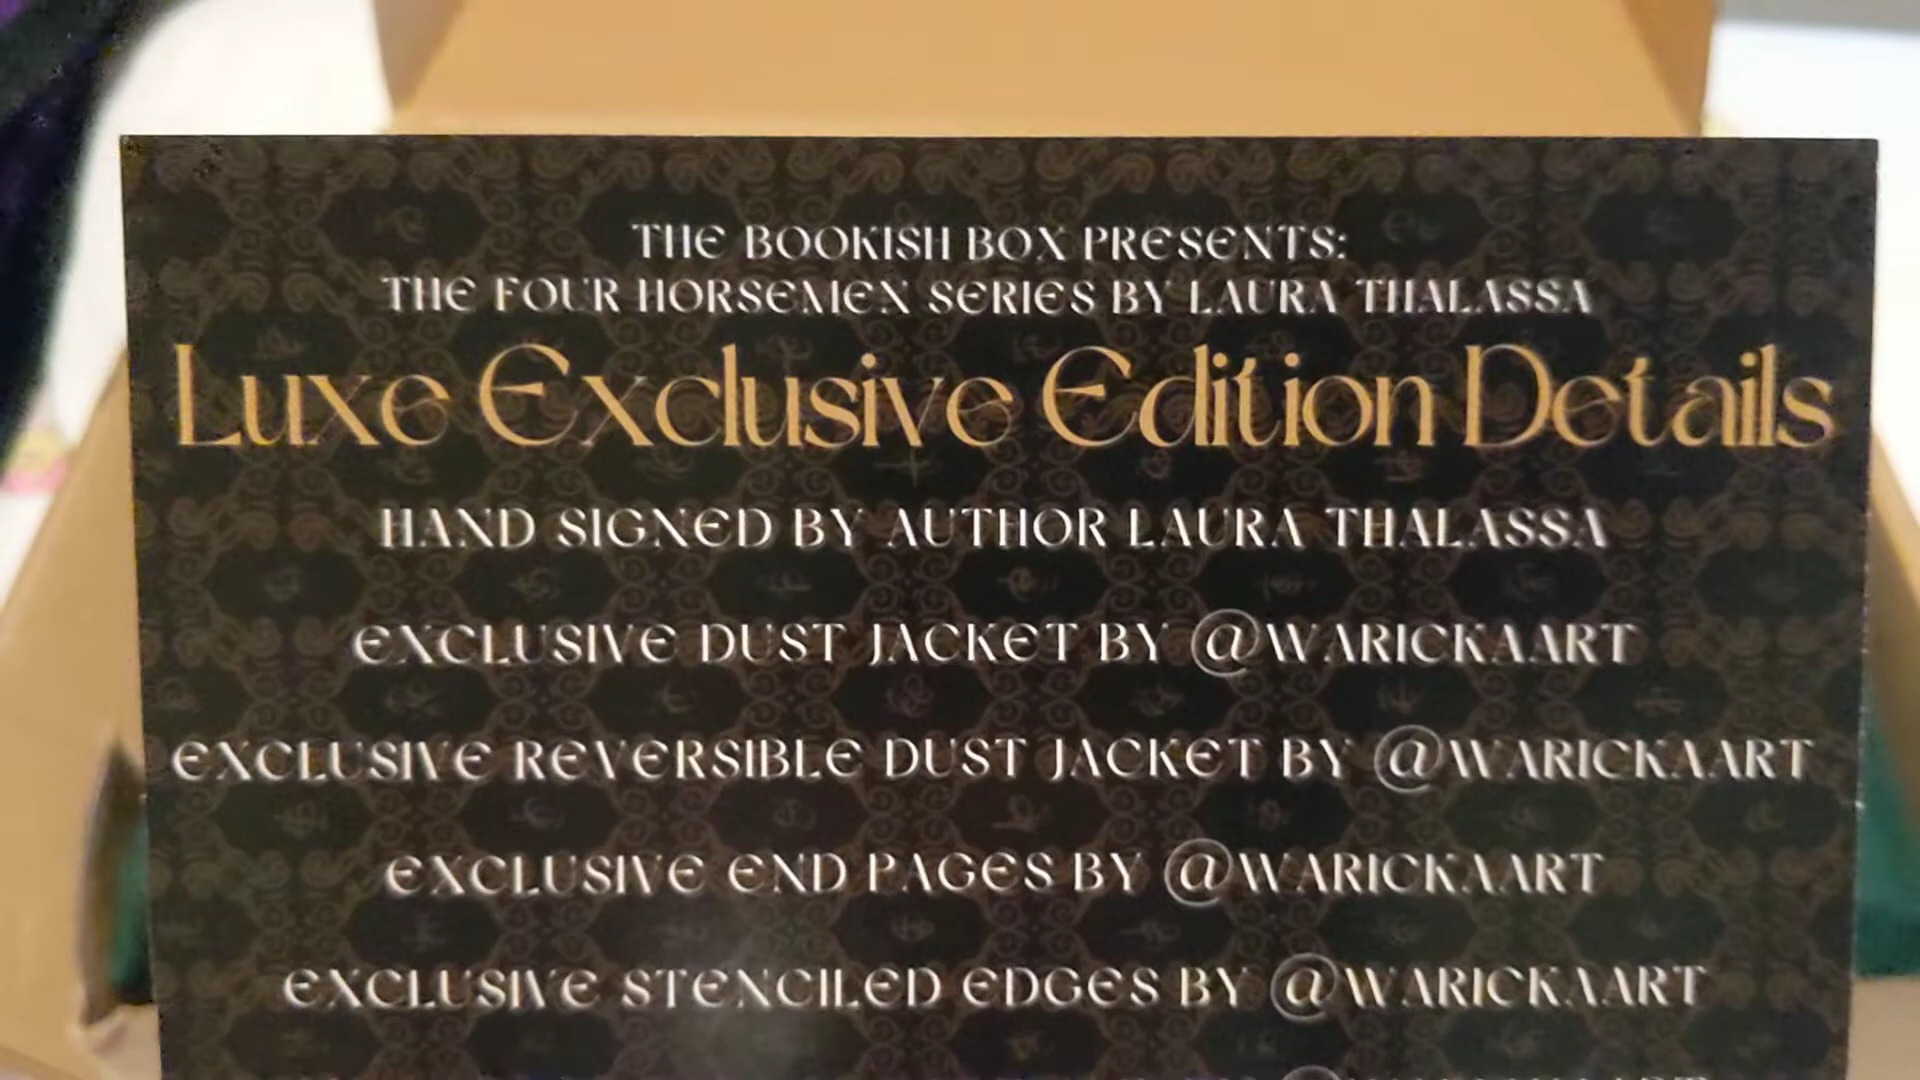 THE BOOKISH BOX PRESENTS:
THE FOUR HORSEMEN SERIES BY LAURA THALASSA
Luxe Exclusive Edition Details
HAND SIGNED BY AUTHOR LAURA THALASSA
EXCLUSIVE DUST JACKET BY @WARICKAART
EXCLUSIVE REVERSIBLE DUST JACKET BY @WARICKAART
EXCLUSIVE END PAGES BY @WARICKAART
EXCLUSIVE STENCILED EDGES BY @WARICKAART